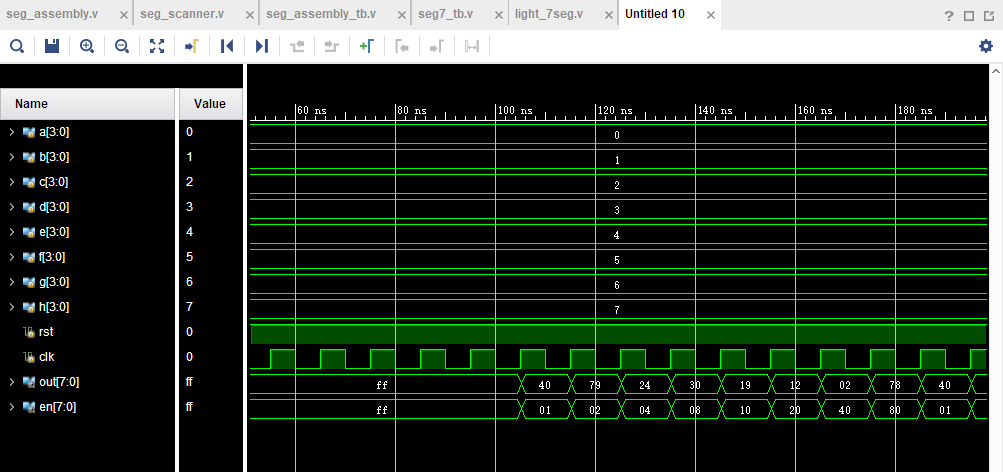 seg_assembly.v seg_scanner.v seg_assembly_tb.v seg7_tb.v light_7seg.v Untitled 10
Name Value
60 ns 80 ns 100 ns 120 ns 140 ns 160 ns 180 ns
a[3:0] 0 0
b[3:0] 1 1
c[3:0] 2 2
d[3:0] 3 3
e[3:0] 4 4
f[3:0] 5 5
g[3:0] 6 6
h[3:0] 7 7
rst 0
clk 0
out[7:0] ff ff 40 79 24 30 19 12 02 78 40
en[7:0] ff ff 01 02 04 08 10 20 40 80 01